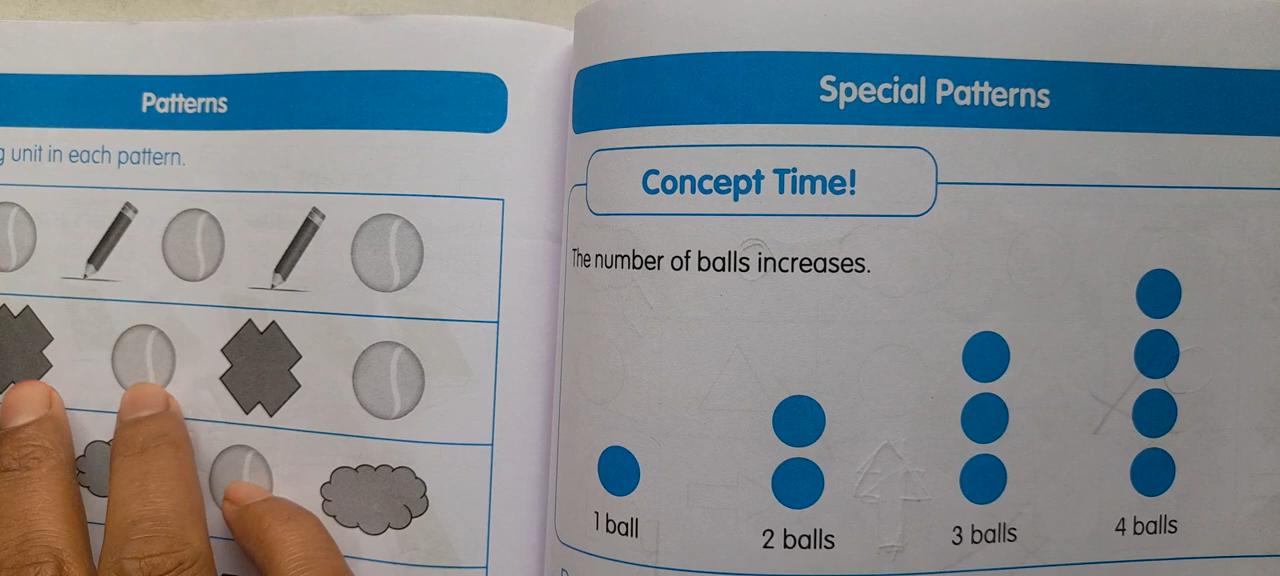 Patterns
unit in each pattern.
Special Patterns
Concept Time!
The number of balls increases.
1 ball
2 balls
3 balls
4 balls